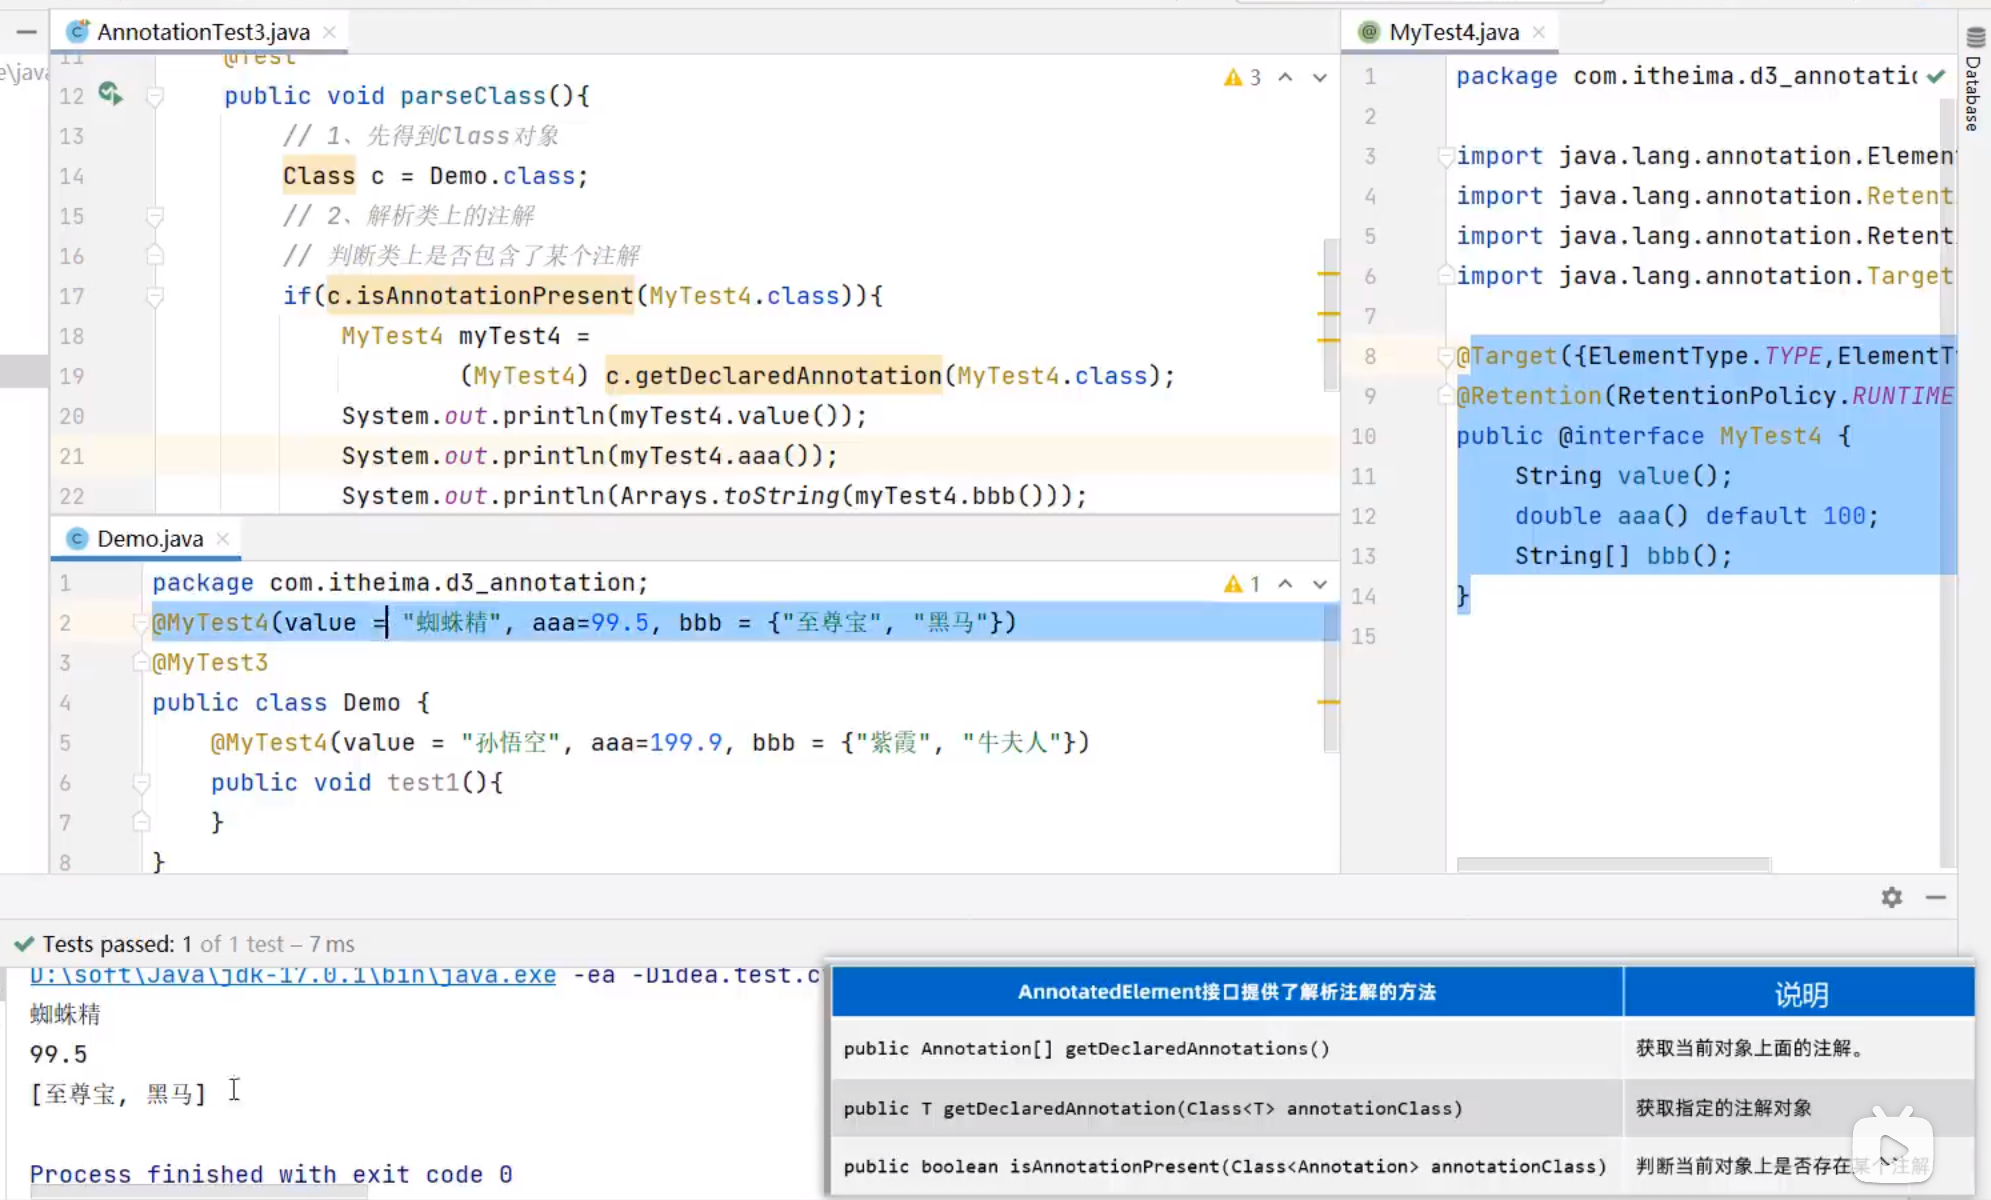 AnnotationTest3.java
11 @Test
12 public void parseClass(){
13 // 1、先得到Class对象
14 Class c = Demo.class;
15 // 2、解析类上的注解
16 // 判断类上是否包含了某个注解
17 if(c.isAnnotationPresent(MyTest4.class)){
18 MyTest4 myTest4 =
19 (MyTest4) c.getDeclaredAnnotation(MyTest4.class);
20 System.out.println(myTest4.value());
21 System.out.println(myTest4.aaa());
22 System.out.println(Arrays.toString(myTest4.bbb()));
3
e\java
MyTest4.java
1 package com.itheima.d3_annotatio
2
3 import java.lang.annotation.Elemen
4 import java.lang.annotation.Retent
5 import java.lang.annotation.Retent
6 import java.lang.annotation.Target
7
8 @Target({ElementType.TYPE,ElementT
9 @Retention(RetentionPolicy.RUNTIME
10 public @interface MyTest4 {
11 String value();
12 double aaa() default 100;
13 String[] bbb();
14 }
15
Database
Demo.java
1 package com.itheima.d3_annotation;
2 @MyTest4(value = "蜘蛛精", aaa=99.5, bbb = {"至尊宝", "黑马"})
3 @MyTest3
4 public class Demo {
5 @MyTest4(value = "孙悟空", aaa=199.9, bbb = {"紫霞", "牛夫人"})
6 public void test1(){
7 }
8 }
1
Tests passed: 1 of 1 test – 7 ms
D:\soft\Java\jdk-17.0.1\bin\java.exe -ea -Didea.test.c
蜘蛛精
99.5
[至尊宝, 黑马]
Process finished with exit code 0
AnnotatedElement接口提供了解析注解的方法 说明
public Annotation[] getDeclaredAnnotations() 获取当前对象上面的注解。
public T getDeclaredAnnotation(Class<T> annotationClass) 获取指定的注解对象
public boolean isAnnotationPresent(Class<Annotation> annotationClass) 判断当前对象上是否存在某个注解